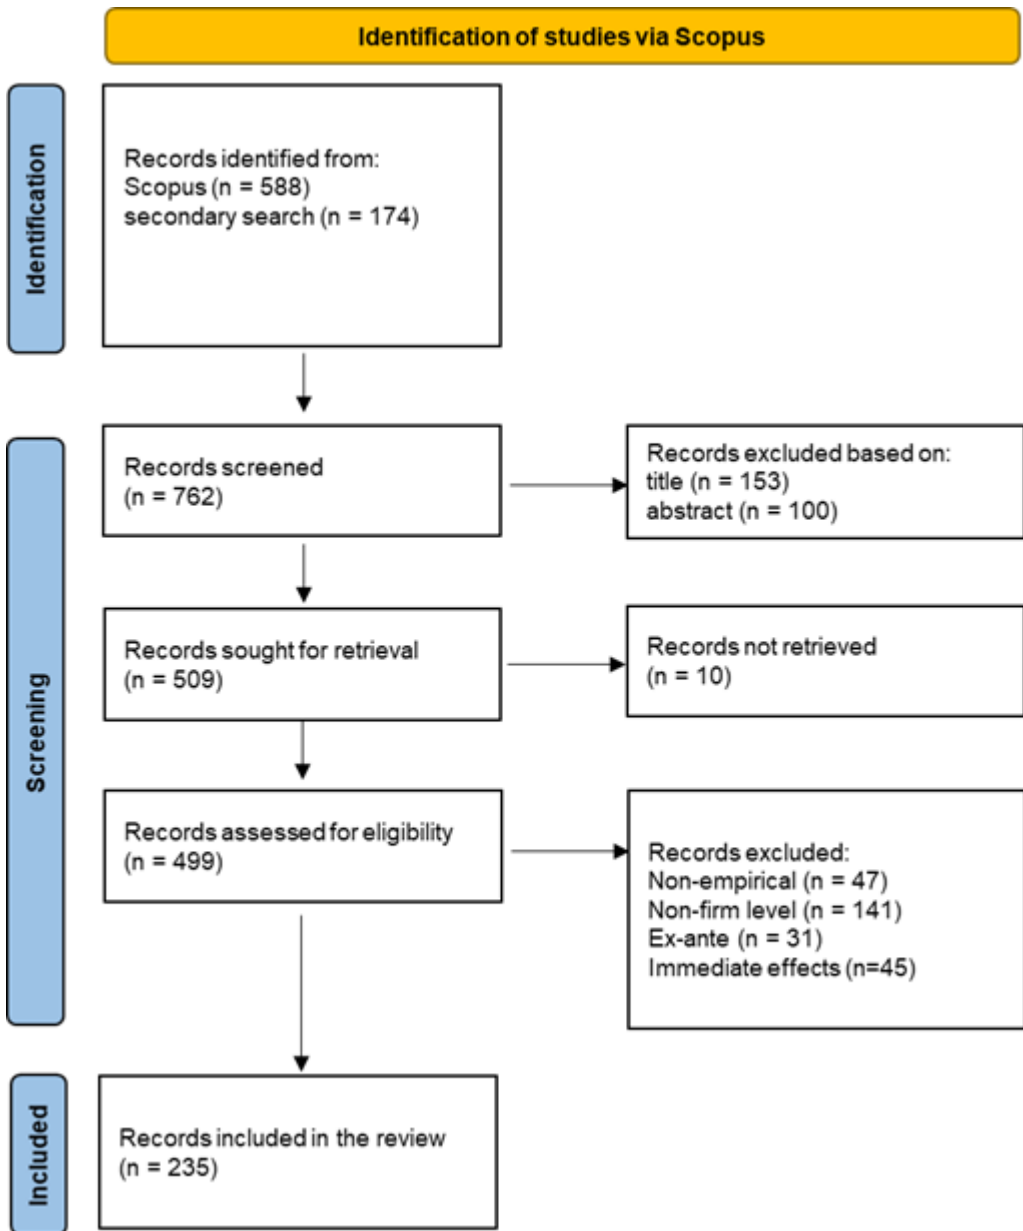 Identification of studies via Scopus
Identification
Records identified from:
Scopus (n = 588)
secondary search (n = 174)
Screening
Records screened
(n = 762)
Records excluded based on:
title (n = 153)
abstract (n = 100)
Records sought for retrieval
(n = 509)
Records not retrieved
(n = 10)
Records assessed for eligibility
(n = 499)
Records excluded:
Non-empirical (n = 47)
Non-firm level (n = 141)
Ex-ante (n = 31)
Immediate effects (n=45)
Included
Records included in the review
(n = 235)